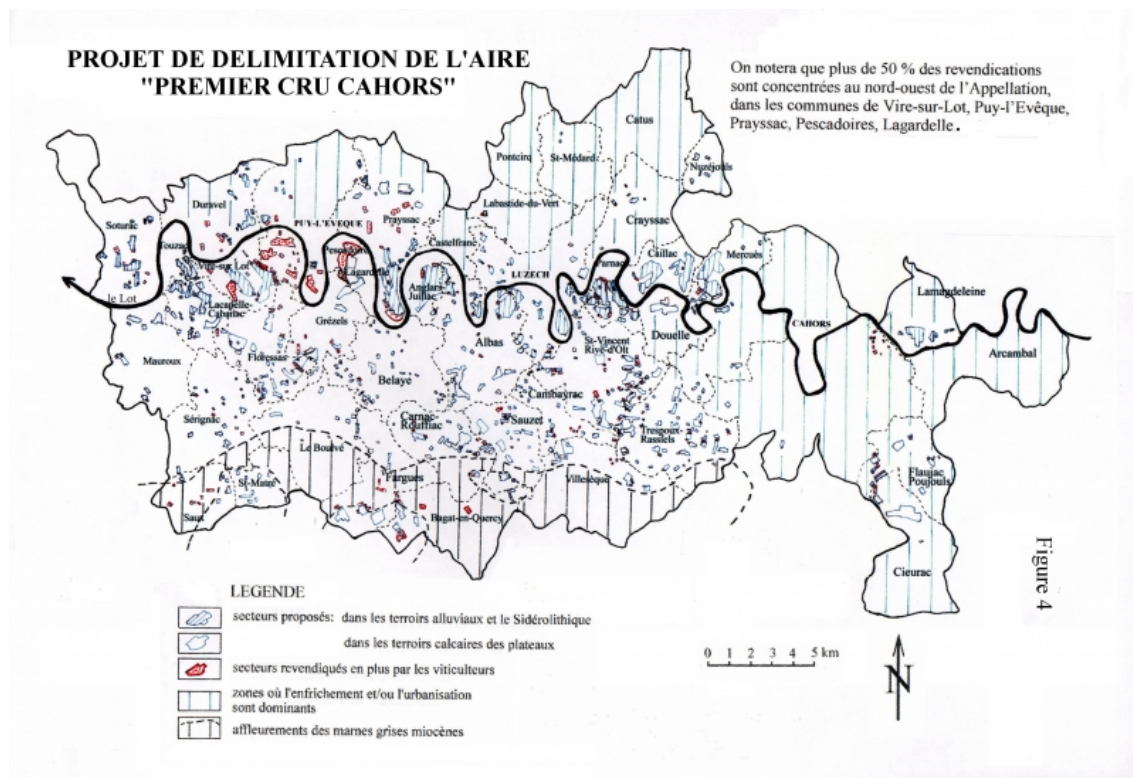 PROJET DE DELIMITATION DE L'AIRE
"PREMIER CRU CAHORS"
On notera que plus de 50 % des revendications
sont concentrées au nord-ouest de l'Appellation,
dans les communes de Vire-sur-Lot, Puy-l'Evêque,
Prayssac, Pescadoires, Lagardelle.
Catus
Pontcirq
St-Médard
Nuzéjouls
Duravel
Labastide-du-Vert
Prayssac
Crayssac
Soturac
PUY-L'EVEQUE
Castelfranc
Touzac
Mercuès
Caillac
Parnac
Vire-sur Lot
Lagardelle
LUZECH
Anglars
Juillac
Lamagdeleine
le Lot
Lacapelle
Cabanac
Grézels
CAHORS
Douelle
Albas
St-Vincent
Rive-d'Olt
Arcambal
Mauroux
Floressas
Belaye
Cambayrac
Sérignac
Carnac
Rouffiac
Sauzet
Trespoux-
Rassiels
Le Boulvé
St-Matré
Fargues
Villesèque
Flaujac
Poujouls
Saux
Bagat-en-Quercy
Cieurac
Figure 4
LEGENDE
secteurs proposés: dans les terroirs alluviaux et le Sidérolithique
dans les terroirs calcaires des plateaux
secteurs revendiqués en plus par les viticulteurs
zones où l'enfrichement et/ou l'urbanisation
sont dominants
affleurements des marnes grises miocènes
0 1 2 3 4 5 km
N